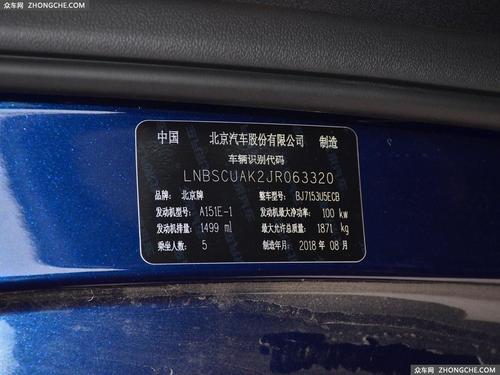 众车网 ZHONGCHE.COM
中国 北京汽车股份有限公司 制造
车辆识别代码
LNBSCUAK2JR063320
品牌: 北京牌 整车型号: BJ7153U5ECB
发动机型号: A151E-1 发动机最大净功率: 100 kw
发动机排量: 1499 ml 最大允许总质量: 1871 kg
乘坐人数: 5 制造年月: 2018 年 08 月
众车网 ZHONGCHE.COM